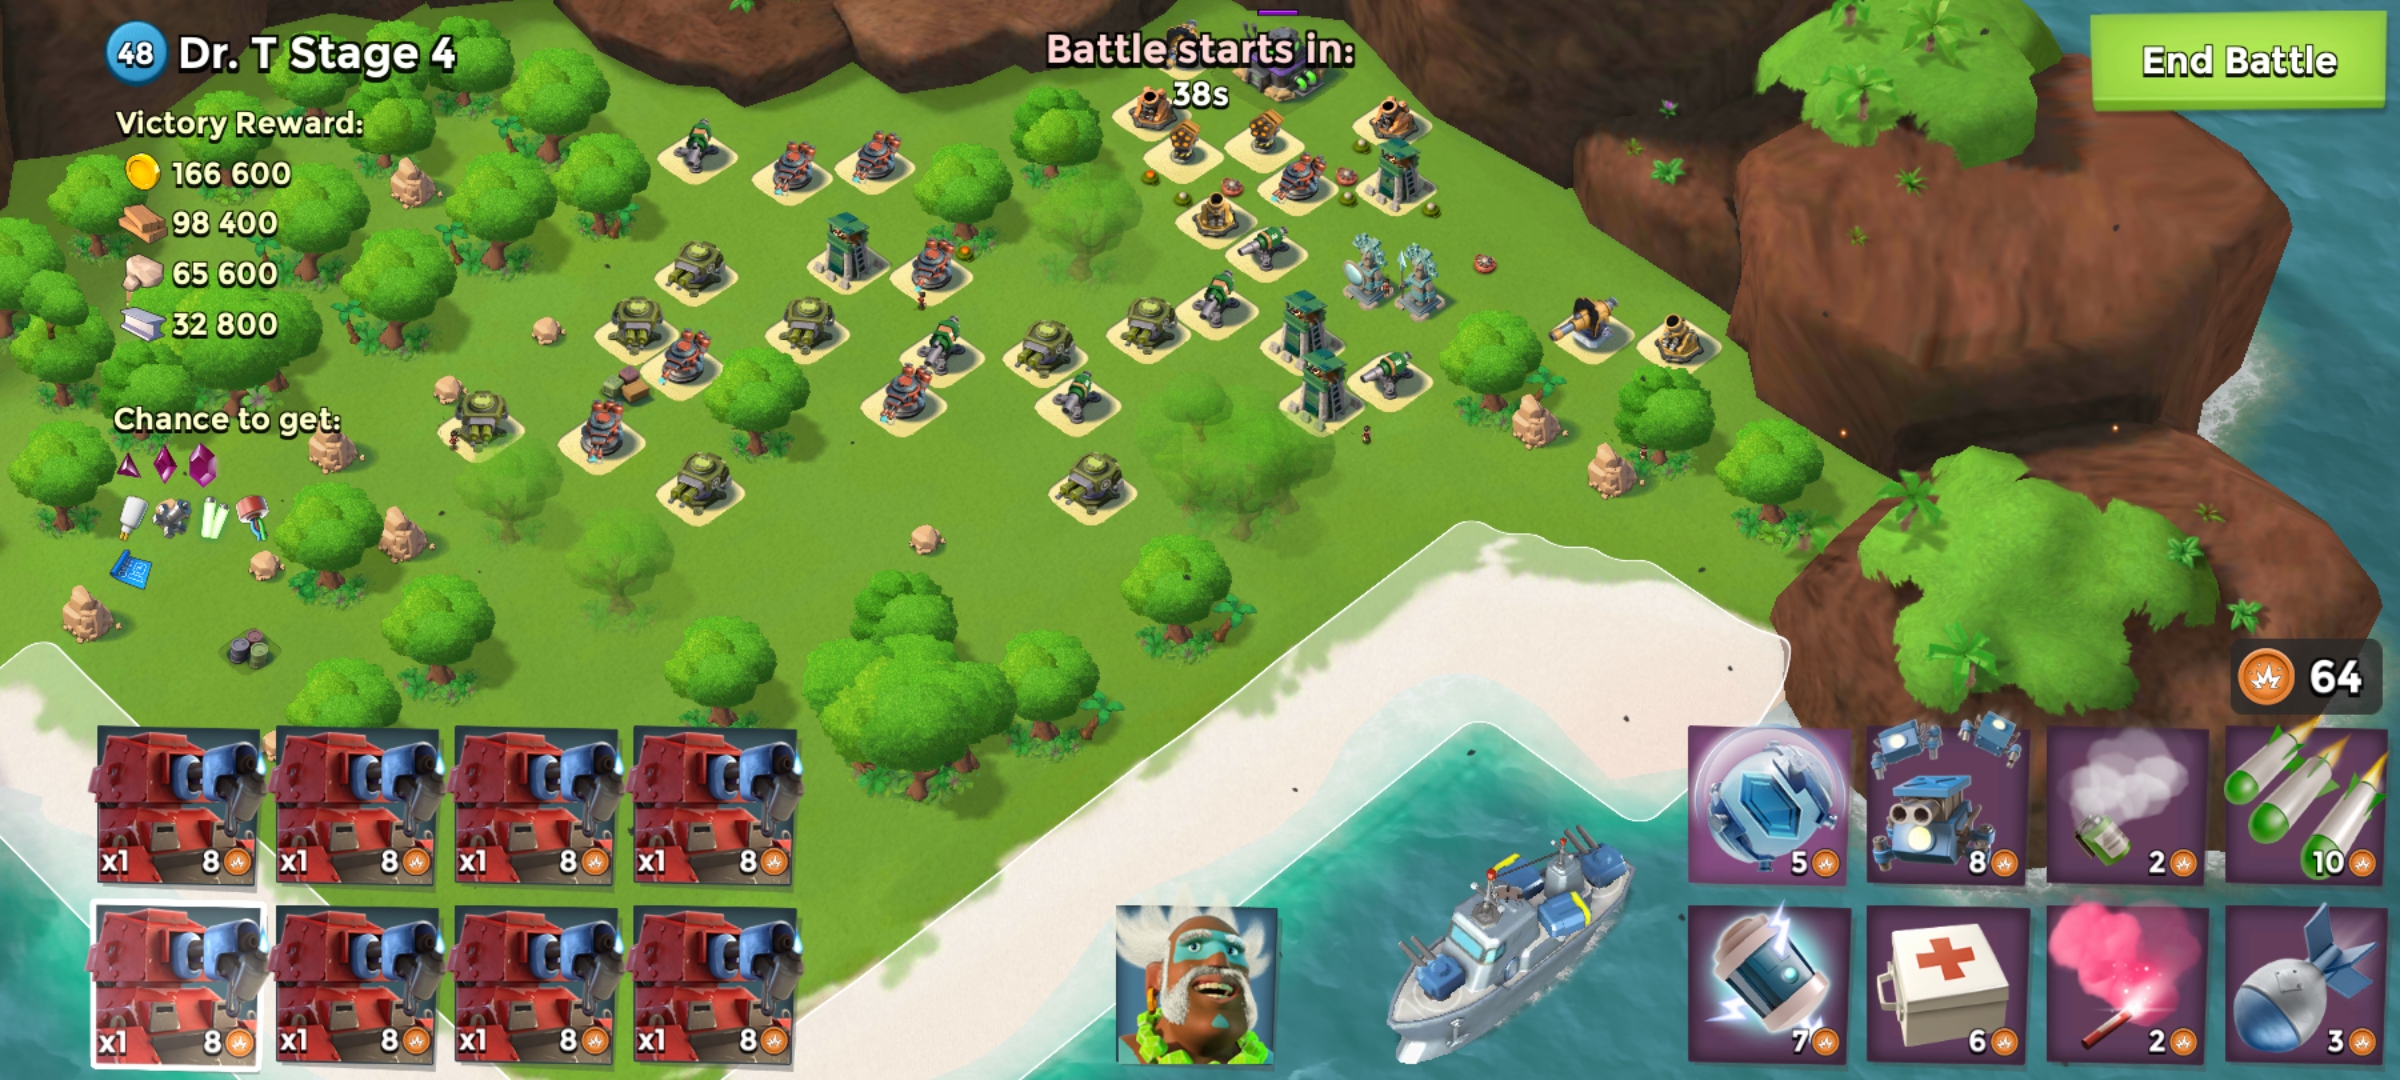 48 Dr. T Stage 4
Victory Reward:
166 600
98 400
65 600
32 800
Chance to get:
Battle starts in:
38s
End Battle
64
x1 8
x1 8
x1 8
x1 8
x1 8
x1 8
x1 8
x1 8
5
8
2
10
7
6
2
3